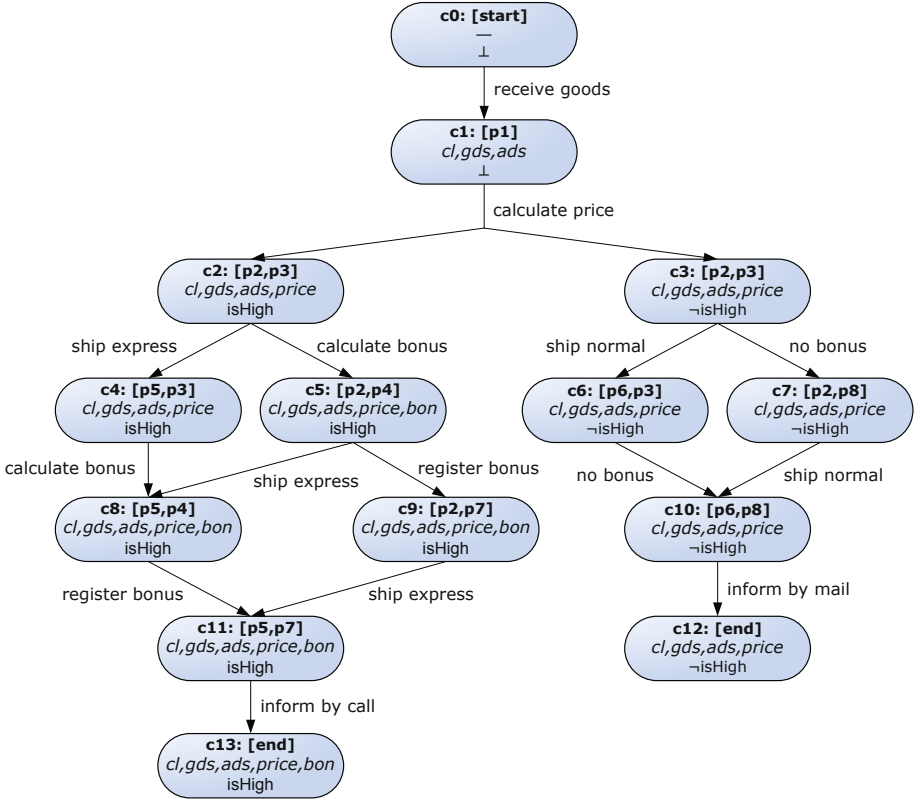 c0: [start]
—
⊥
receive goods
c1: [p1]
cl,gds,ads
⊥
calculate price
c2: [p2,p3]
cl,gds,ads,price
isHigh
c3: [p2,p3]
cl,gds,ads,price
¬isHigh
ship express
calculate bonus
ship normal
no bonus
c4: [p5,p3]
cl,gds,ads,price
isHigh
c5: [p2,p4]
cl,gds,ads,price,bon
isHigh
c6: [p6,p3]
cl,gds,ads,price
¬isHigh
c7: [p2,p8]
cl,gds,ads,price
¬isHigh
calculate bonus
ship express
register bonus
no bonus
ship normal
c8: [p5,p4]
cl,gds,ads,price,bon
isHigh
c9: [p2,p7]
cl,gds,ads,price,bon
isHigh
c10: [p6,p8]
cl,gds,ads,price
¬isHigh
register bonus
ship express
inform by mail
c11: [p5,p7]
cl,gds,ads,price,bon
isHigh
c12: [end]
cl,gds,ads,price
¬isHigh
inform by call
c13: [end]
cl,gds,ads,price,bon
isHigh